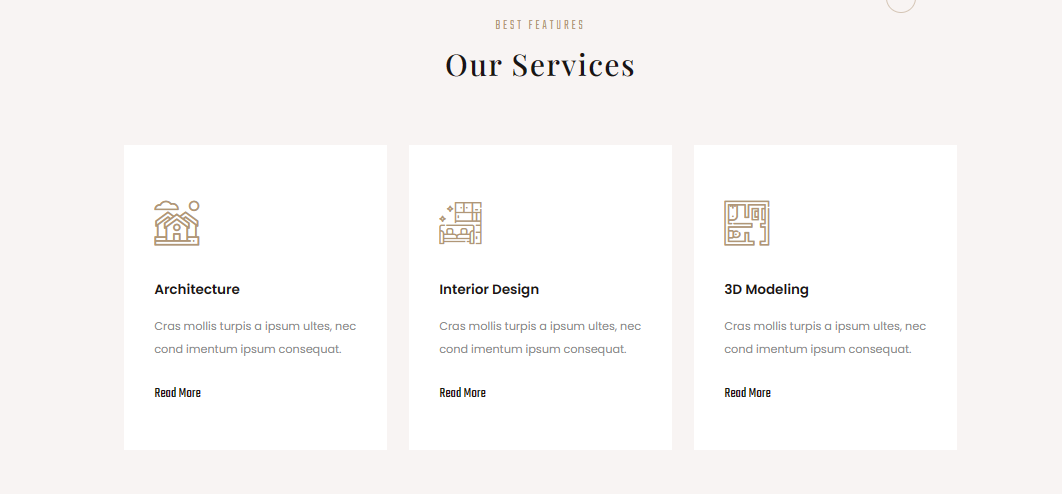 BEST FEATURES
Our Services
Architecture
Cras mollis turpis a ipsum ultes, nec
cond imentum ipsum consequat.
Read More
Interior Design
Cras mollis turpis a ipsum ultes, nec
cond imentum ipsum consequat.
Read More
3D Modeling
Cras mollis turpis a ipsum ultes, nec
cond imentum ipsum consequat.
Read More